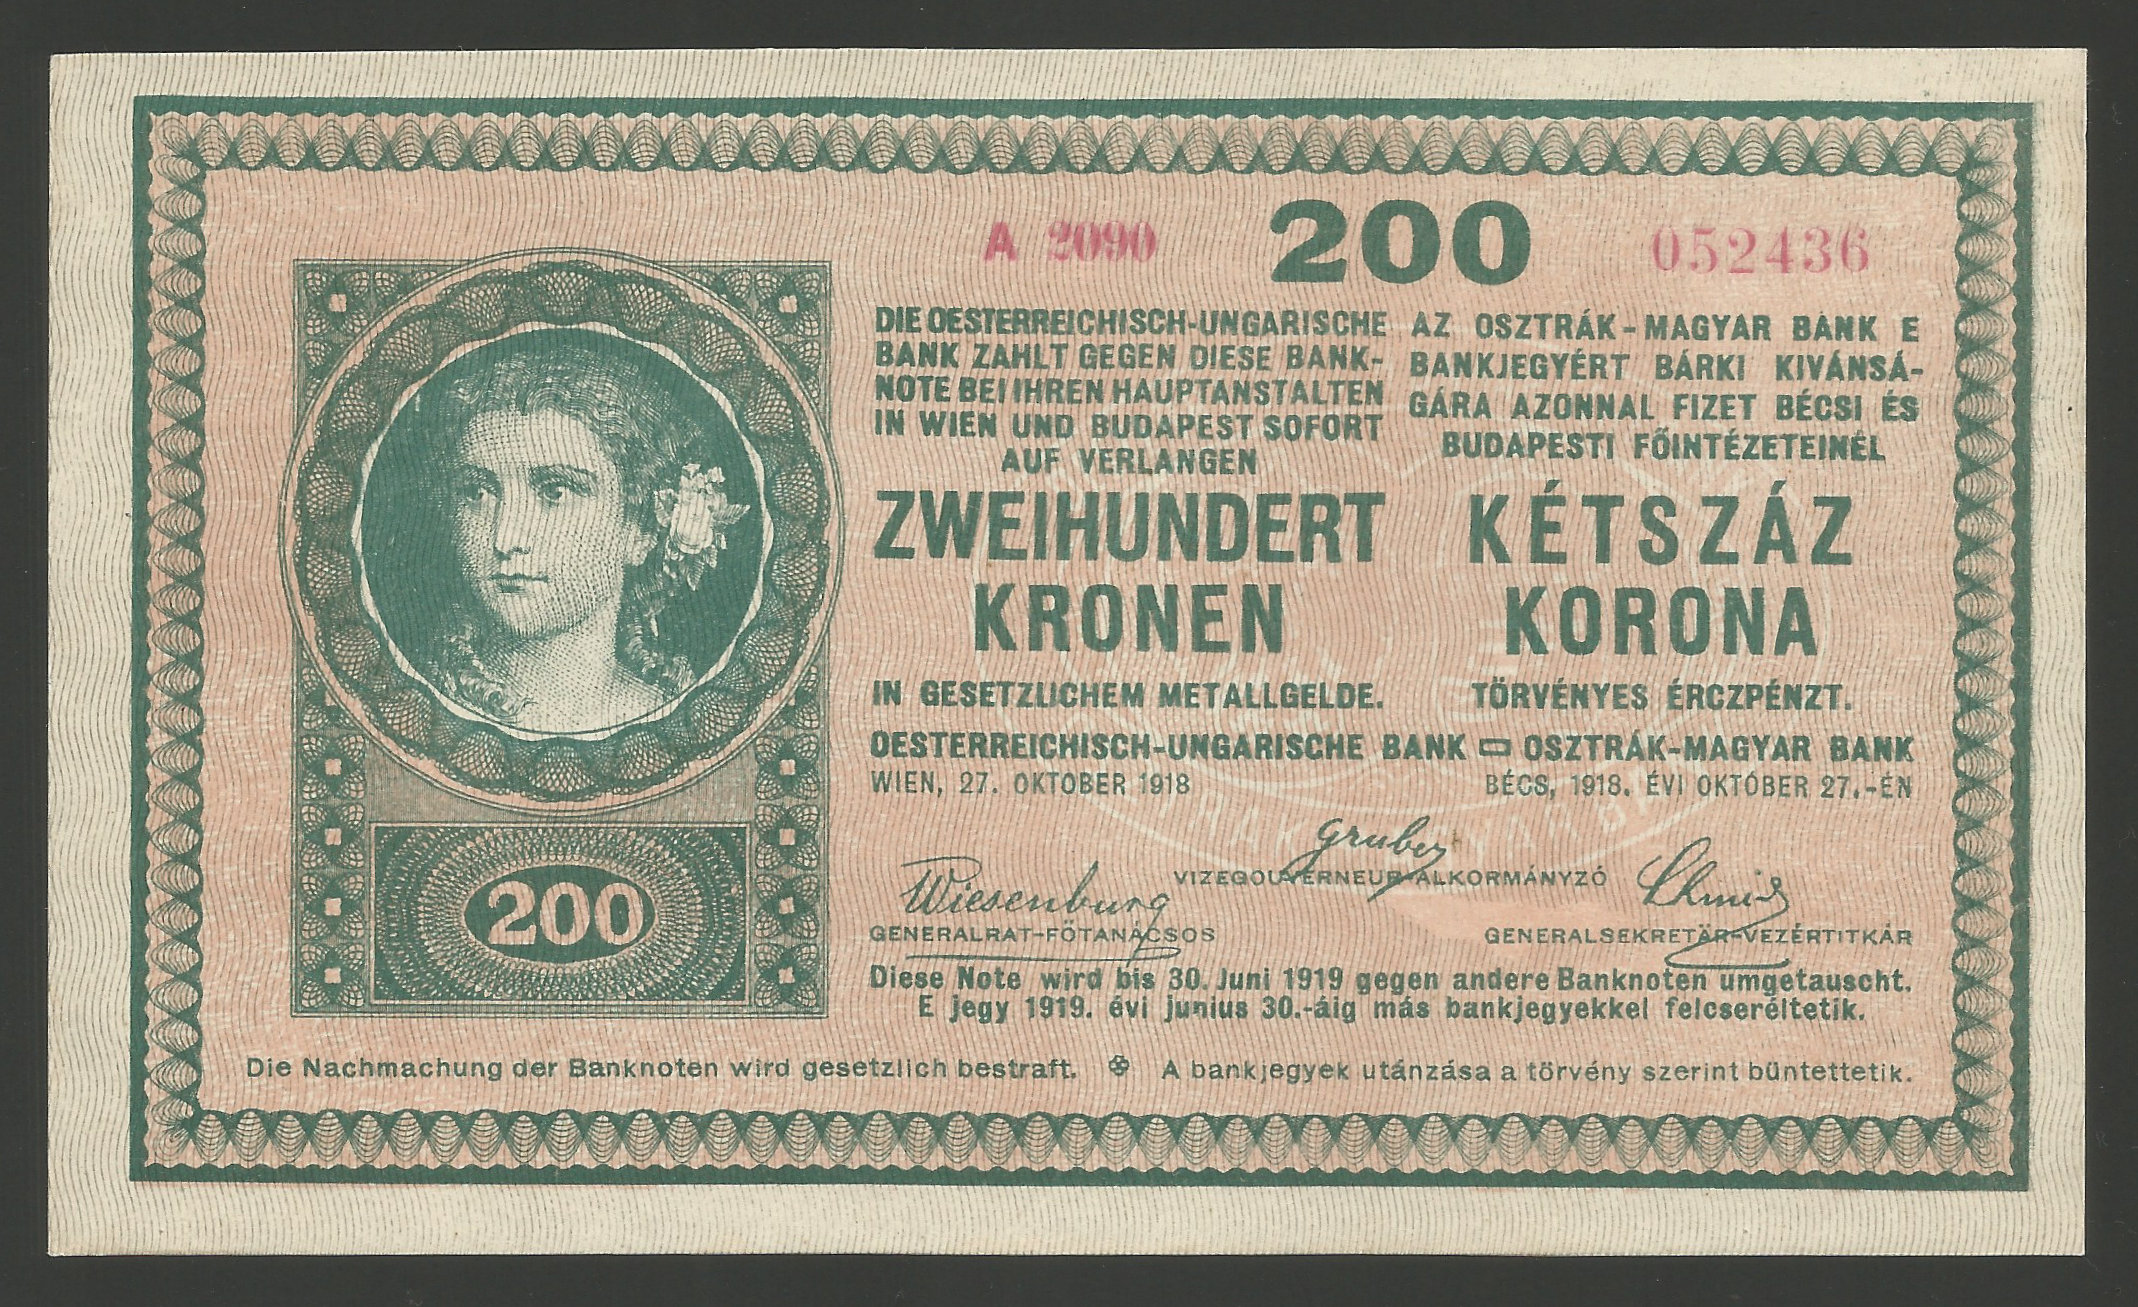 A 2090 200 052436
DIE OESTERREICHISCH-UNGARISCHE
BANK ZAHLT GEGEN DIESE BANK-
NOTE BEI IHREN HAUPTANSTALTEN
IN WIEN UND BUDAPEST SOFORT
AUF VERLANGEN
ZWEIHUNDERT
KRONEN
IN GESETZLICHEM METALLGELDE.
AZ OSZTRÁK-MAGYAR BANK E
BANKJEGYÉRT BÁRKI KIVÁNSÁ-
GÁRA AZONNAL FIZET BÉCSI ÉS
BUDAPESTI FŐINTÉZETEINÉL
KÉTSZÁZ
KORONA
TÖRVÉNYES ÉRCZPÉNZT.
OESTERREICHISCH-UNGARISCHE BANK OSZTRÁK-MAGYAR BANK
WIEN, 27. OKTOBER 1918
BÉCS, 1918. ÉVI OKTÓBER 27.-ÉN
Gruber
VIZEGOUVERNEUR-ALKORMÁNYZÓ
Wiesenburg
GENERALRAT-FŐTANÁCSOS
Schmid
GENERALSEKRETÄR-VEZÉRTITKÁR
200
Diese Note wird bis 30. Juni 1919 gegen andere Banknoten umgetauscht.
E jegy 1919. évi junius 30.-áig más bankjegyekkel felcseréltetik.
Die Nachmachung der Banknoten wird gesetzlich bestraft. A bankjegyek utánzása a törvény szerint büntettetik.